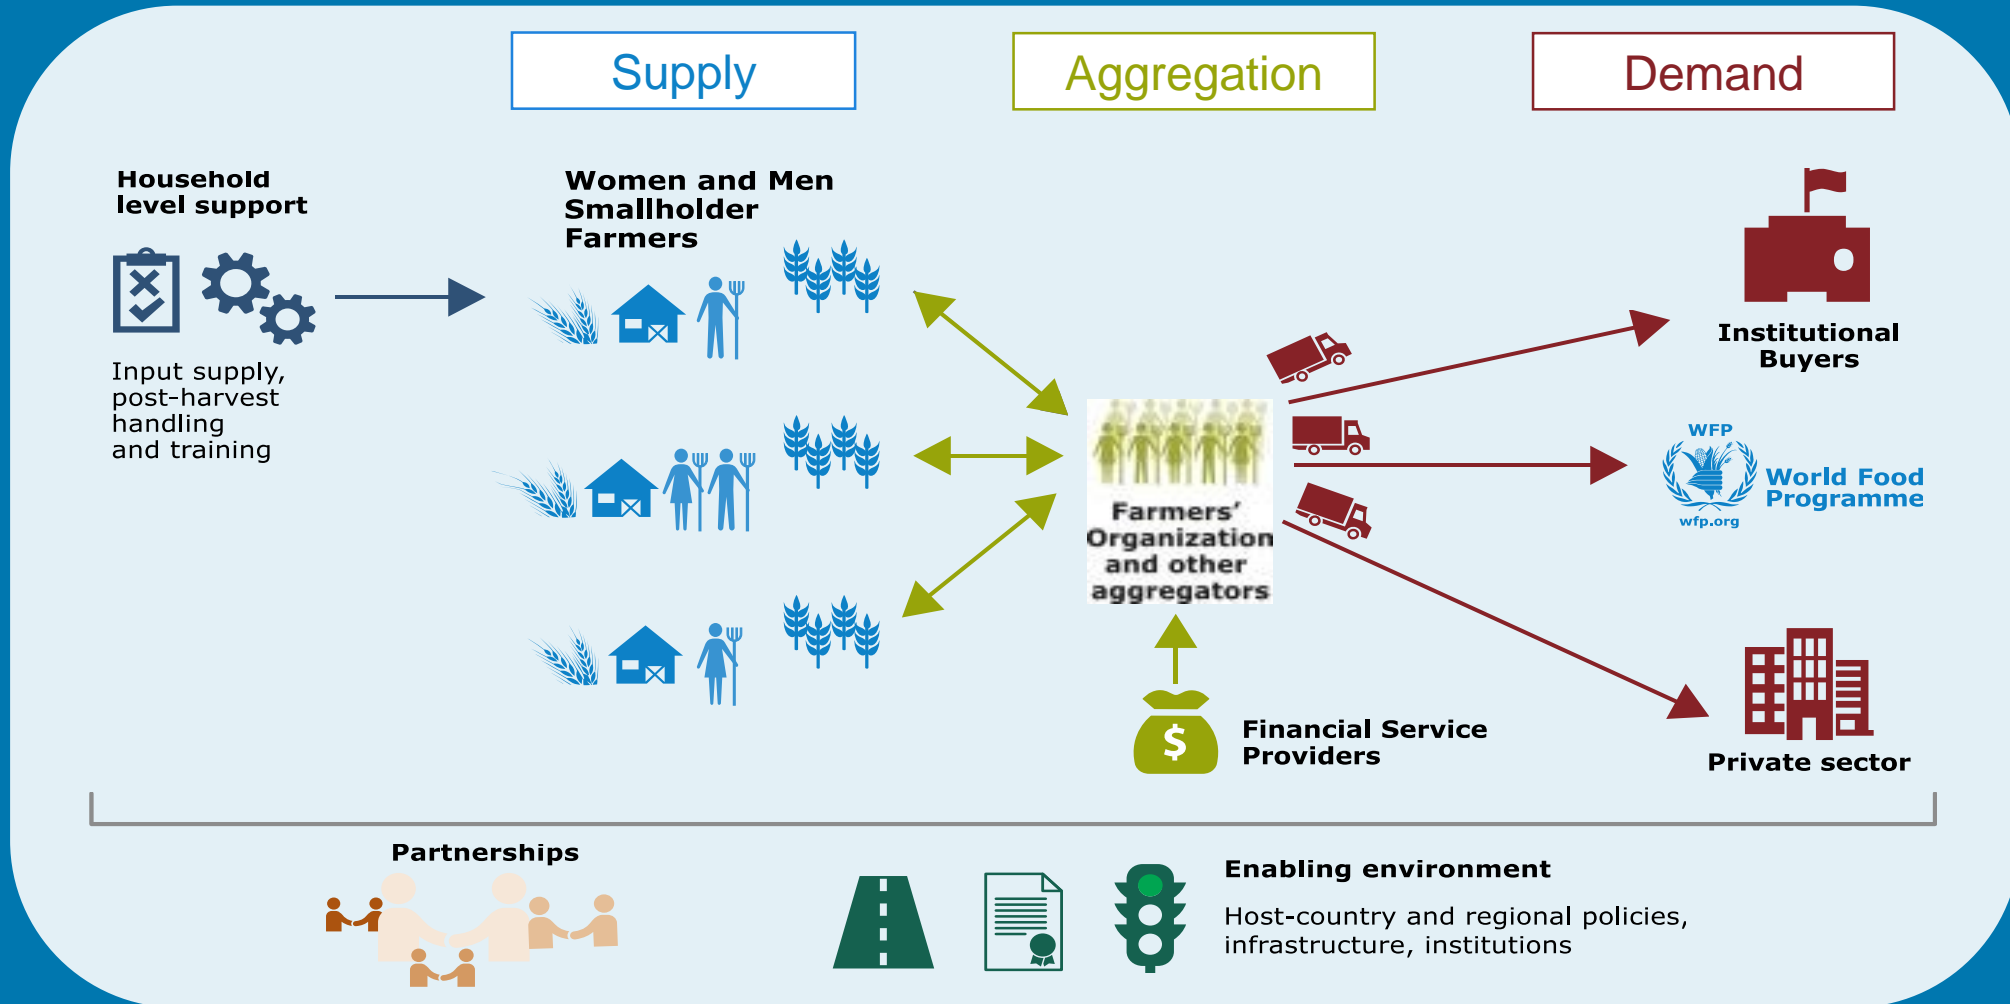 Supply
Aggregation
Demand
Household
level support
Input supply,
post-harvest
handling
and training
Women and Men
Smallholder
Farmers
Farmers'
Organization
and other
aggregators
$
Financial Service
Providers
Institutional
Buyers
WFP
wfp.org
World Food
Programme
Private sector
Partnerships
Enabling environment
Host-country and regional policies,
infrastructure, institutions